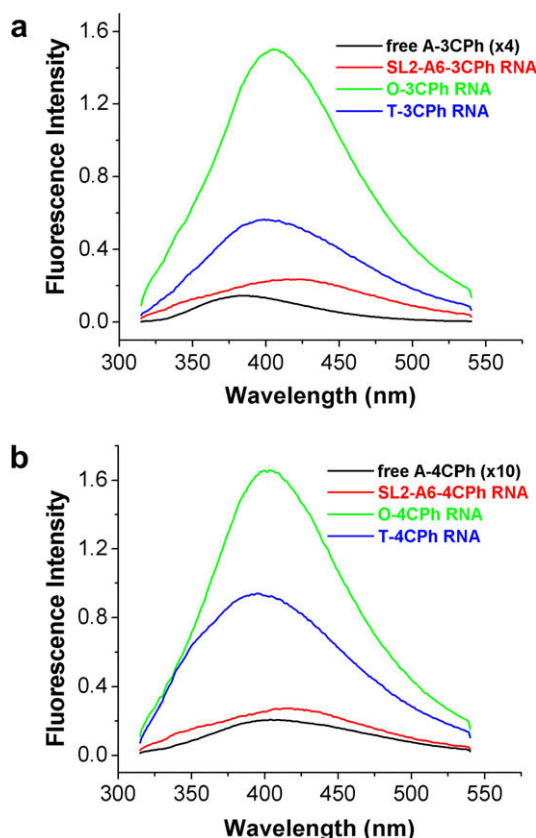 a
1.6
1.2
0.8
0.4
0.0
Fluorescence Intensity
free A-3CPh (x4)
SL2-A6-3CPh RNA
O-3CPh RNA
T-3CPh RNA
300 350 400 450 500 550
Wavelength (nm)
b
1.6
1.2
0.8
0.4
0.0
Fluorescence Intensity
free A-4CPh (x10)
SL2-A6-4CPh RNA
O-4CPh RNA
T-4CPh RNA
300 350 400 450 500 550
Wavelength (nm)